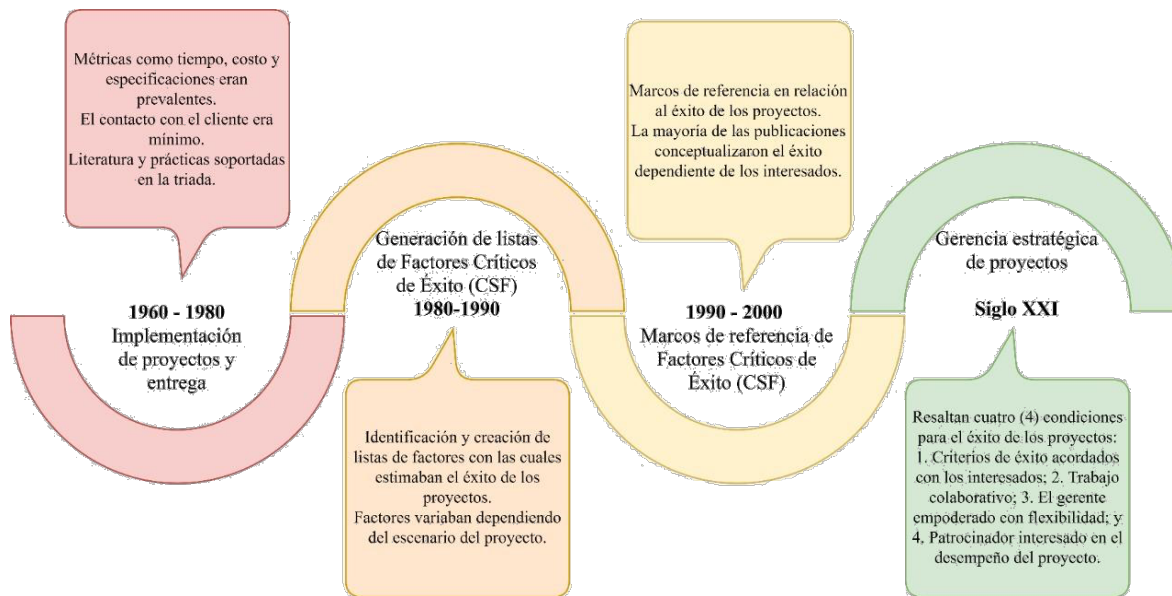 Métricas como tiempo, costo y
especificaciones eran
prevalentes.
El contacto con el cliente era
mínimo.
Literatura y prácticas soportadas
en la triada.
1960 - 1980
Implementación
de proyectos y
entrega
Generación de listas
de Factores Críticos
de Éxito (CSF)
1980-1990
Identificación y creación de
listas de factores con las cuales
estimaban el éxito de los
proyectos.
Factores variaban dependiendo
del escenario del proyecto.
Marcos de referencia en relación
al éxito de los proyectos.
La mayoría de las publicaciones
conceptualizaron el éxito
dependiente de los interesados.
1990 - 2000
Marcos de referencia de
Factores Críticos de
Éxito (CSF)
Gerencia estratégica
de proyectos
Siglo XXI
Resaltan cuatro (4) condiciones
para el éxito de los proyectos:
1. Criterios de éxito acordados
con los interesados; 2. Trabajo
colaborativo; 3. El gerente
empoderado con flexibilidad; y
4. Patrocinador interesado en el
desempeño del proyecto.